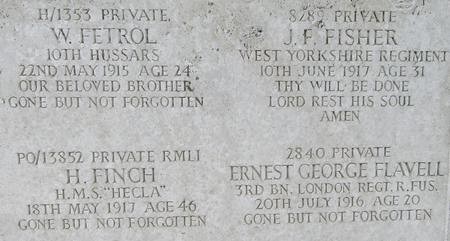 H/1353 PRIVATE.
W. FETROL
10TH HUSSARS
22ND MAY 1915 AGE 24
OUR BELOVED BROTHER
GONE BUT NOT FORGOTTEN
8283 PRIVATE
J. F. FISHER
WEST YORKSHIRE REGIMENT
10TH JUNE 1917 AGE 31
THY WILL BE DONE
LORD REST HIS SOUL
AMEN
PO/13852 PRIVATE RMLI
H. FINCH
H.M.S. "HECLA"
18TH MAY 1917 AGE 46
GONE BUT NOT FORGOTTEN
2840 PRIVATE
ERNEST GEORGE FLAVELL
3RD BN. LONDON REGT. R. FUS.
20TH JULY 1916 AGE 20
GONE BUT NOT FORGOTTEN